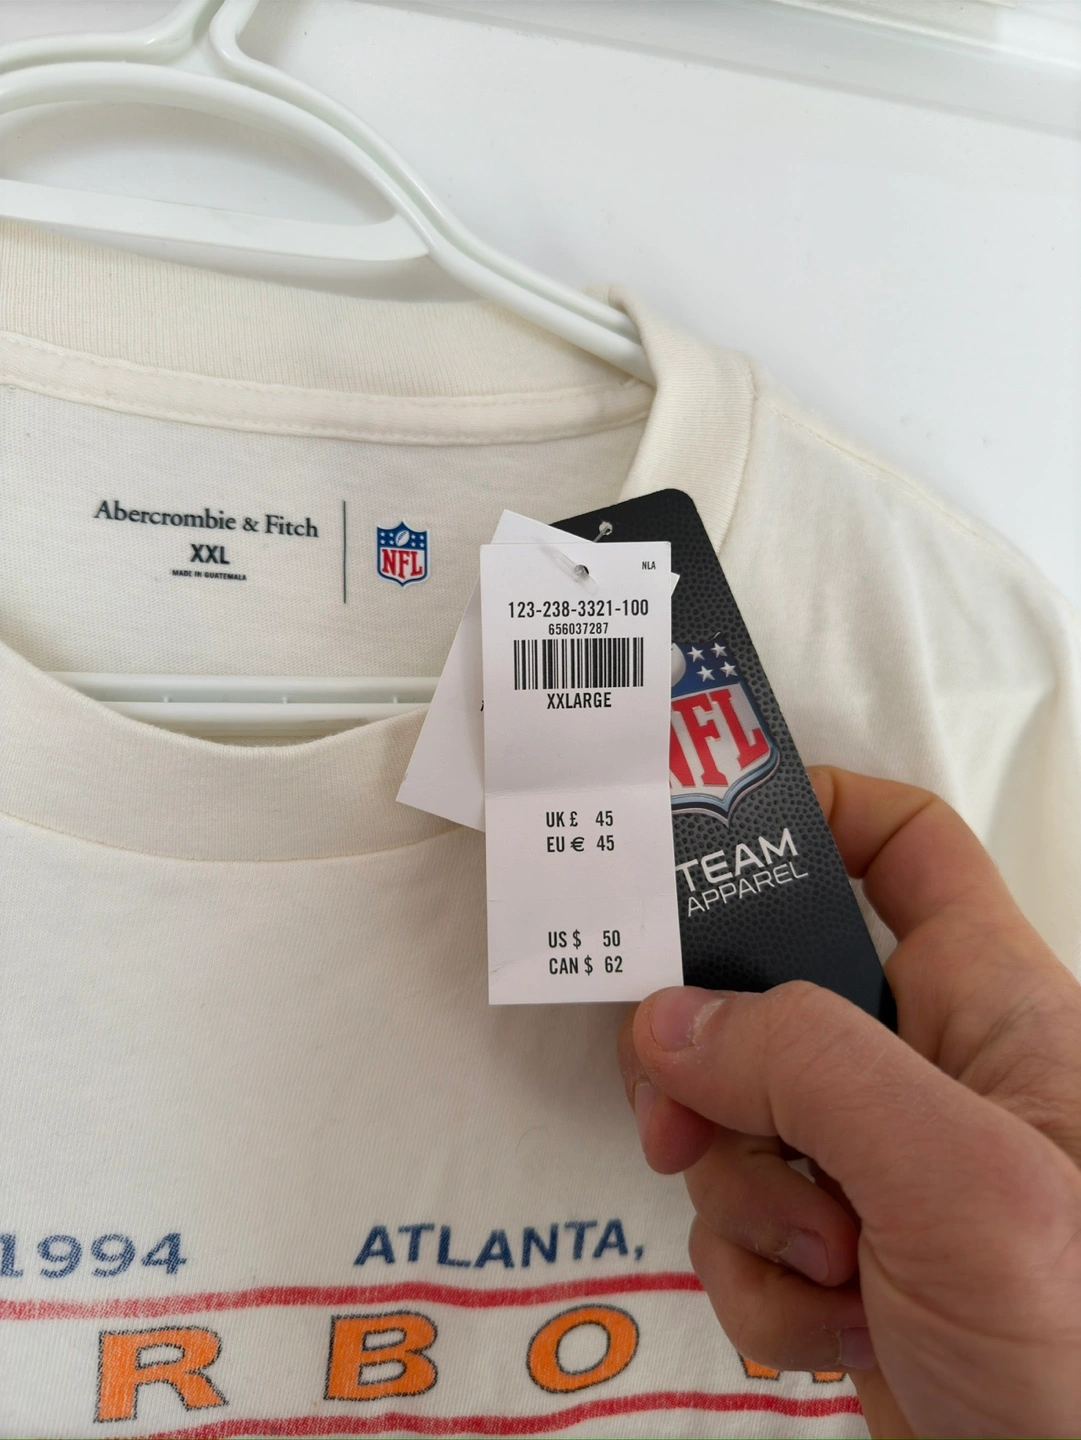 Abercrombie & Fitch
XXL
MADE IN GUATEMALA
NFL
NLA
123-238-3321-100
656037287
XXLARGE
UK £ 45
EU € 45
US $ 50
CAN $ 62
NFL
TEAM
APPAREL
1994 ATLANTA,
R B O